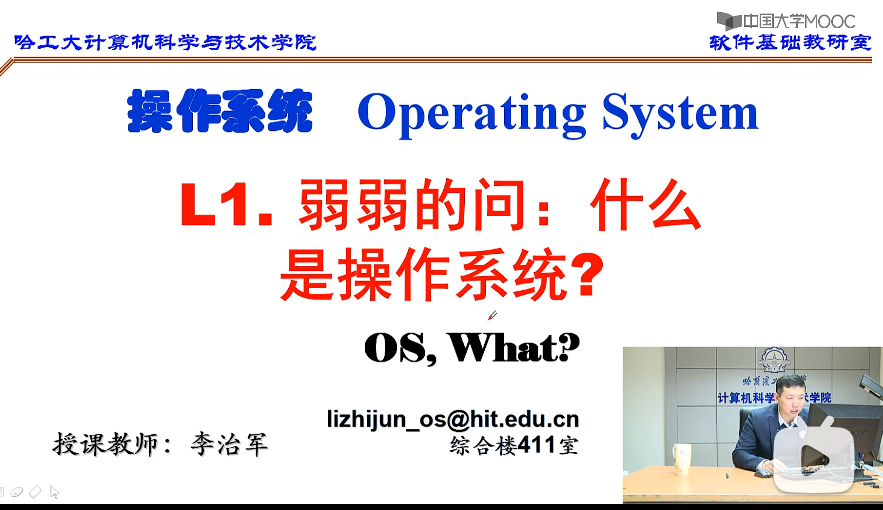 中国大学MOOC
哈工大计算机科学与技术学院
软件基础教研室
操作系统 Operating System
L1. 弱弱的问：什么
是操作系统?
OS, What?
lizhijun_os@hit.edu.cn
授课教师：李治军
综合楼411室
计算机科学
术学院